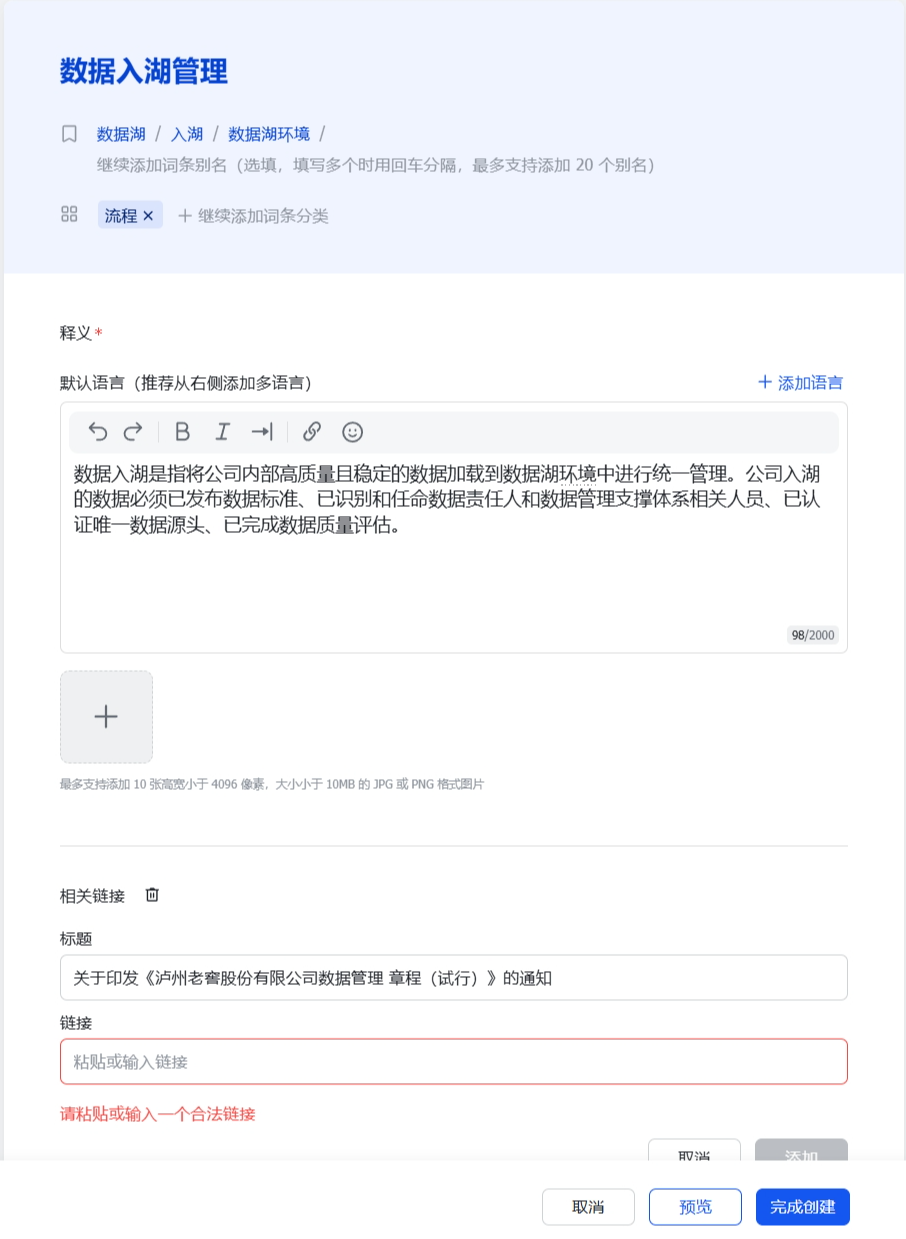 数据入湖管理
数据湖 / 入湖 / 数据湖环境 /
继续添加词条别名（选填，填写多个时用回车分隔，最多支持添加 20 个别名）
流程 × + 继续添加词条分类
释义*
默认语言（推荐从右侧添加多语言） + 添加语言
B I
数据入湖是指将公司内部高质量且稳定的数据加载到数据湖环境中进行统一管理。公司入湖
的数据必须已发布数据标准、已识别和任命数据责任人和数据管理支撑体系相关人员、已认
证唯一数据源头、已完成数据质量评估。
98/2000
最多支持添加 10 张高宽小于 4096 像素，大小小于 10MB 的 JPG 或 PNG 格式图片
相关链接
标题
关于印发《泸州老窖股份有限公司数据管理 章程（试行）》的通知
链接
粘贴或输入链接
请粘贴或输入一个合法链接
取消 添加
取消 预览 完成创建